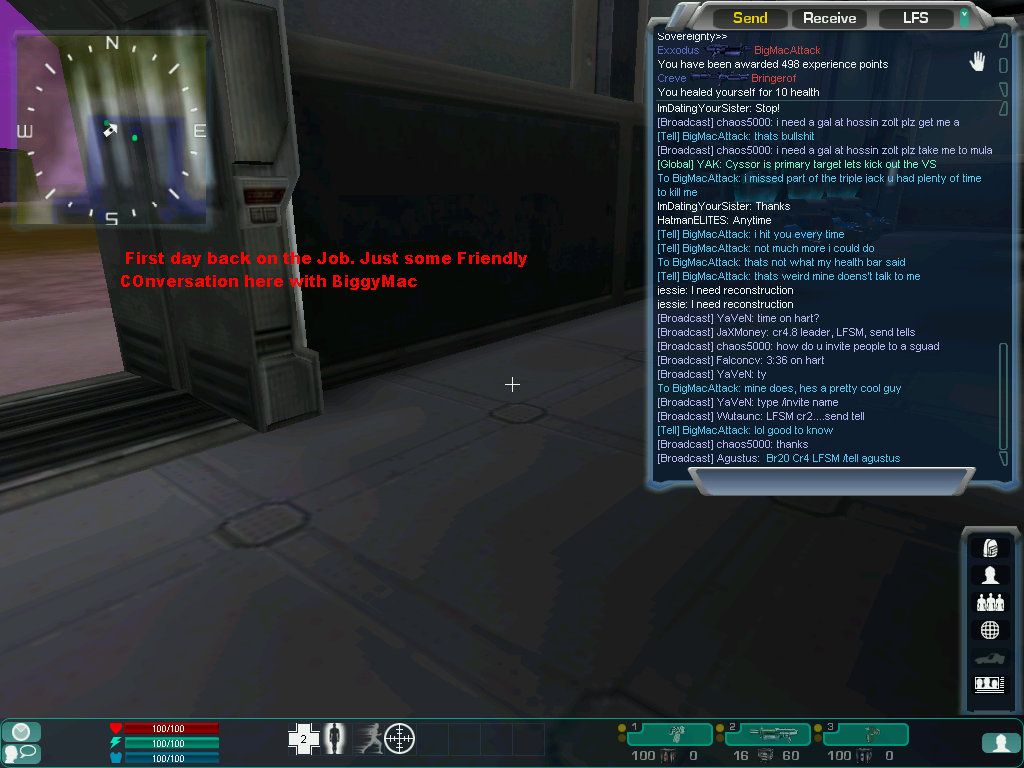 N
W
E
S
First day back on the Job. Just some Friendly
COnversation here with BiggyMac
Send Receive LFS
Sovereignty>>
Exxodus BigMacAttack
You have been awarded 498 experience points
Creve Bringerof
You healed yourself for 10 health
ImDatingYourSister: Stop!
[Broadcast] chaos5000: i need a gal at hossin zolt plz get me a
[Tell] BigMacAttack: thats bullshit
[Broadcast] chaos5000: i need a gal at hossin zolt plz take me to mula
[Global] YAK: Cyssor is primary target lets kick out the VS
To BigMacAttack: i missed part of the triple jack u had plenty of time
to kill me
ImDatingYourSister: Thanks
HatmanELITES: Anytime
[Tell] BigMacAttack: i hit you every time
[Tell] BigMacAttack: not much more i could do
To BigMacAttack: thats not what my health bar said
[Tell] BigMacAttack: thats weird mine doens't talk to me
jessie: I need reconstruction
jessie: I need reconstruction
[Broadcast] YaVeN: time on hart?
[Broadcast] JaXMoney: cr4.8 leader, LFSM, send tells
[Broadcast] chaos5000: how do u invite people to a sguad
[Broadcast] Falconcv: 3:36 on hart
[Broadcast] YaVeN: ty
To BigMacAttack: mine does, hes a pretty cool guy
[Broadcast] YaVeN: type /invite name
[Broadcast] Wutaunc: LFSM cr2....send tell
[Tell] BigMacAttack: lol good to know
[Broadcast] chaos5000: thanks
[Broadcast] Agustus: Br20 Cr4 LFSM /tell agustus
100/100
100/100
100/100
2
1 2 3
100 0 16 60 100 0